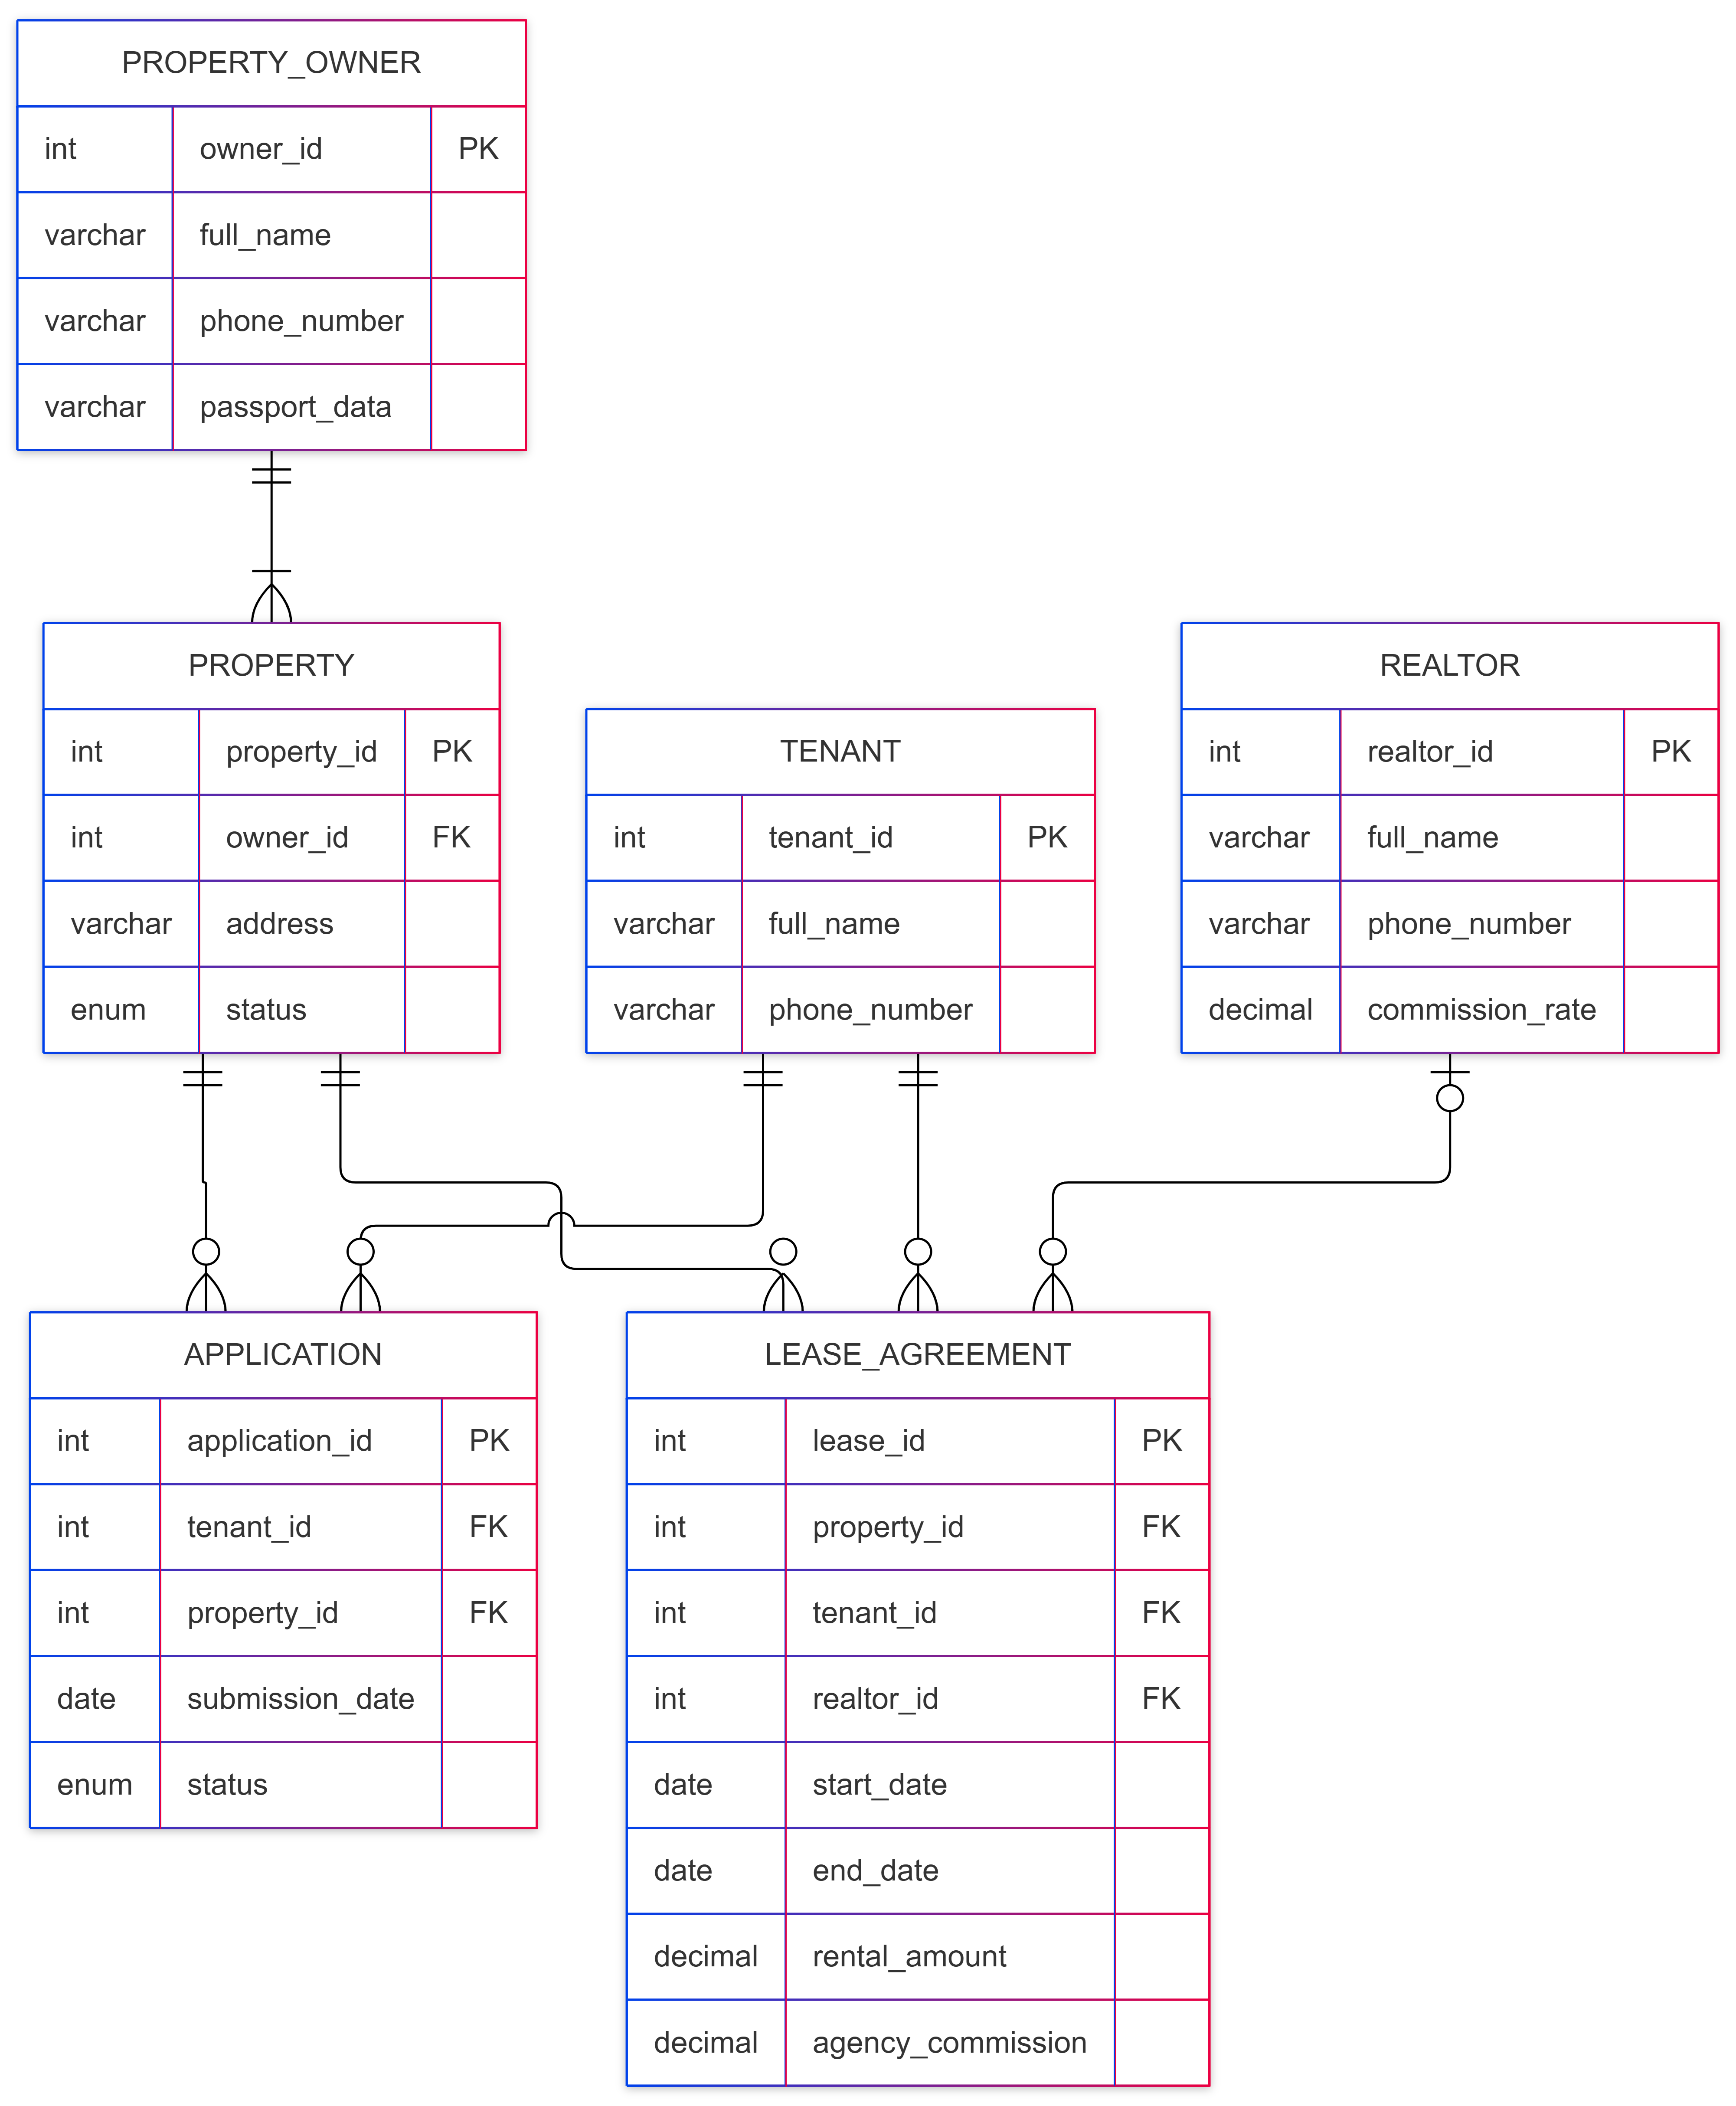 PROPERTY_OWNER
int owner_id PK
varchar full_name
varchar phone_number
varchar passport_data
PROPERTY
int property_id PK
int owner_id FK
varchar address
enum status
TENANT
int tenant_id PK
varchar full_name
varchar phone_number
REALTOR
int realtor_id PK
varchar full_name
varchar phone_number
decimal commission_rate
APPLICATION
int application_id PK
int tenant_id FK
int property_id FK
date submission_date
enum status
LEASE_AGREEMENT
int lease_id PK
int property_id FK
int tenant_id FK
int realtor_id FK
date start_date
date end_date
decimal rental_amount
decimal agency_commission